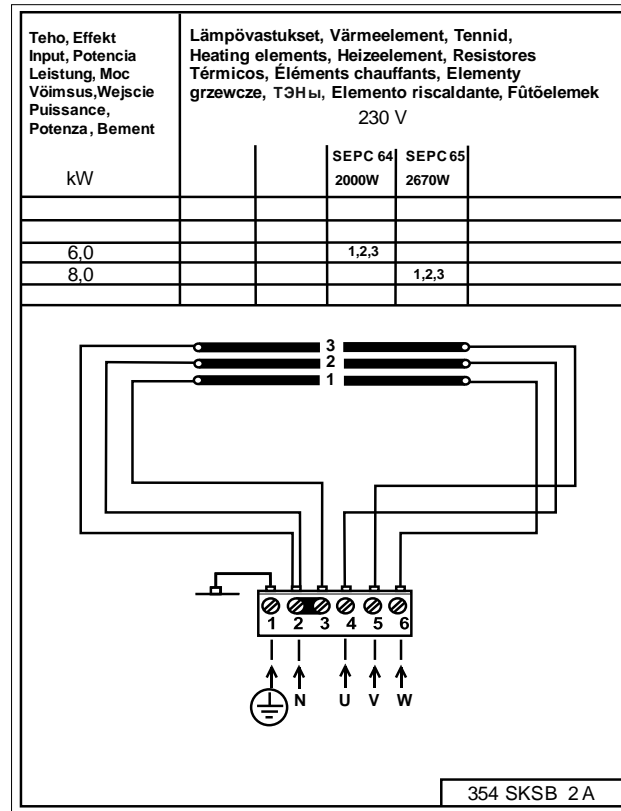 Teho, Effekt
Input, Potencia
Leistung, Moc
Vöimsus,Wejscie
Puissance,
Potenza, Bement
Lämpövastukset, Värmeelement, Tennid,
Heating elements, Heizeelement, Resistores
Térmicos, Éléments chauffants, Elementy
grzewcze, ТЭНы, Elemento riscaldante, Fûtõelemek
230 V
kW
SEPC 64 SEPC 65
2000W 2670W
6,0 1,2,3
8,0 1,2,3
3
2
1
1 2 3 4 5 6
N U V W
354 SKSB 2 A